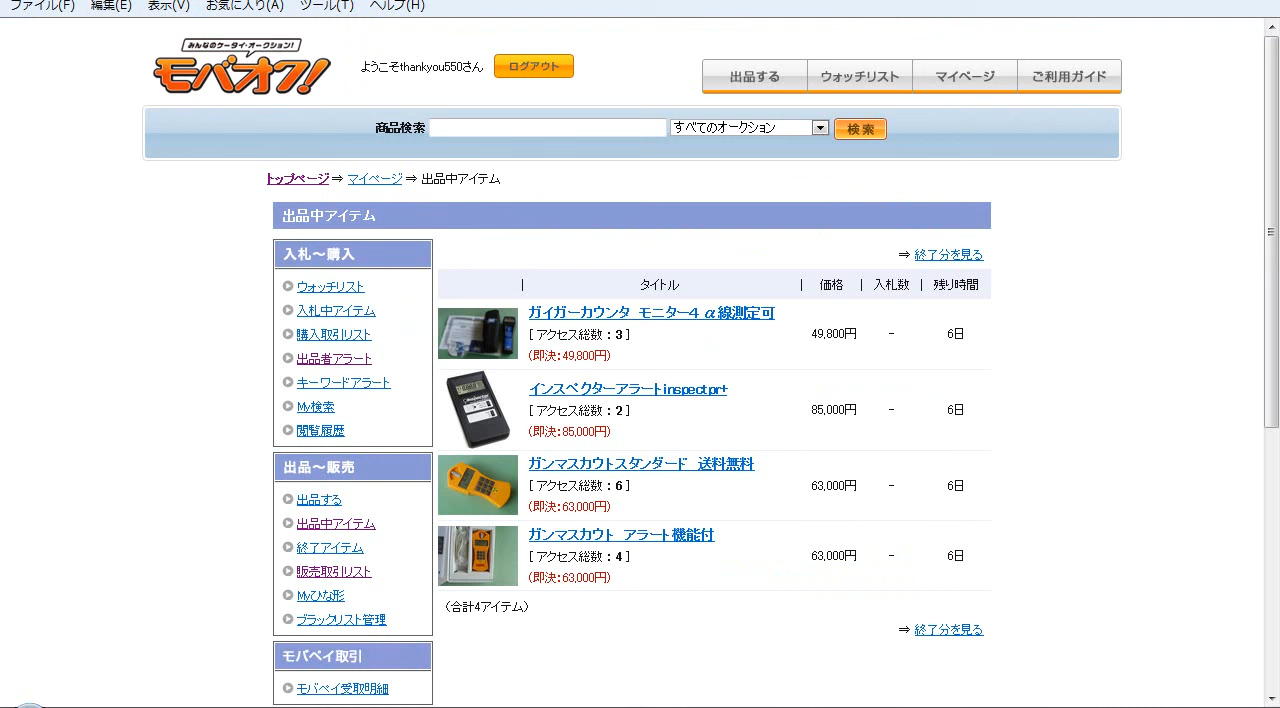 ファイル(F) 編集(E) 表示(V) お気に入り(A) ツール(T) ヘルプ(H)
みんなのケータイ・オークション!
モバオク!
ようこそthankyou550さん ログアウト
出品する ウォッチリスト マイページ ご利用ガイド
商品検索 すべてのオークション 検索
トップページ ⇒ マイページ ⇒ 出品中アイテム
出品中アイテム
入札～購入
ウォッチリスト
入札中アイテム
購入取引リスト
出品者アラート
キーワードアラート
My検索
閲覧履歴
出品～販売
出品する
出品中アイテム
終了アイテム
販売取引リスト
Myひな形
ブラックリスト管理
モバペイ取引
モバペイ受取明細
⇒ 終了分を見る
| タイトル | 価格 | 入札数 | 残り時間
ガイガーカウンタ モニター4 α線測定可
[ アクセス総数：3 ] 49,800円 - 6日
(即決：49,800円)
インスペクターアラートinspectpr+
[ アクセス総数：2 ] 85,000円 - 6日
(即決：85,000円)
ガンマスカウトスタンダード 送料無料
[ アクセス総数：6 ] 63,000円 - 6日
(即決：63,000円)
ガンマスカウト アラート機能付
[ アクセス総数：4 ] 63,000円 - 6日
(即決：63,000円)
（合計4アイテム）
⇒ 終了分を見る